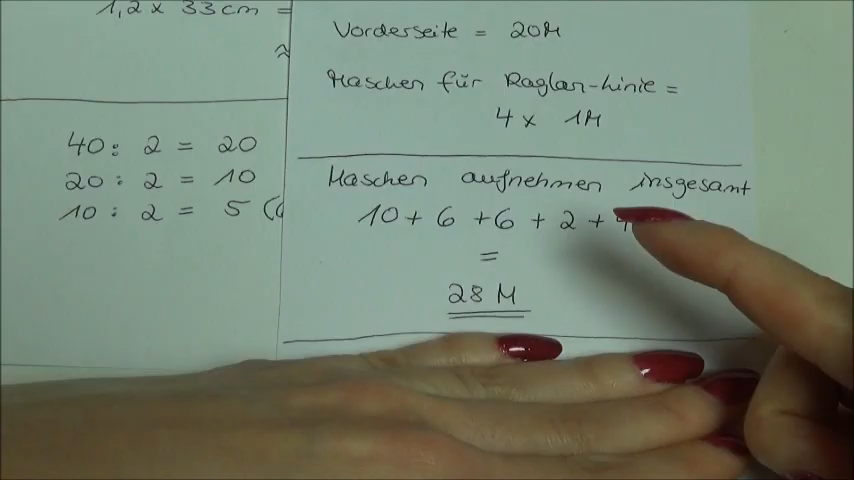 1,2 x 33cm =
≈
40 : 2 = 20
20 : 2 = 10
10 : 2 = 5 (
Vorderseite = 20M
Maschen für Raglan-Linie =
4 x 1M
Maschen aufnehmen insgesamt
10 + 6 + 6 + 2 + 4
=
28 M